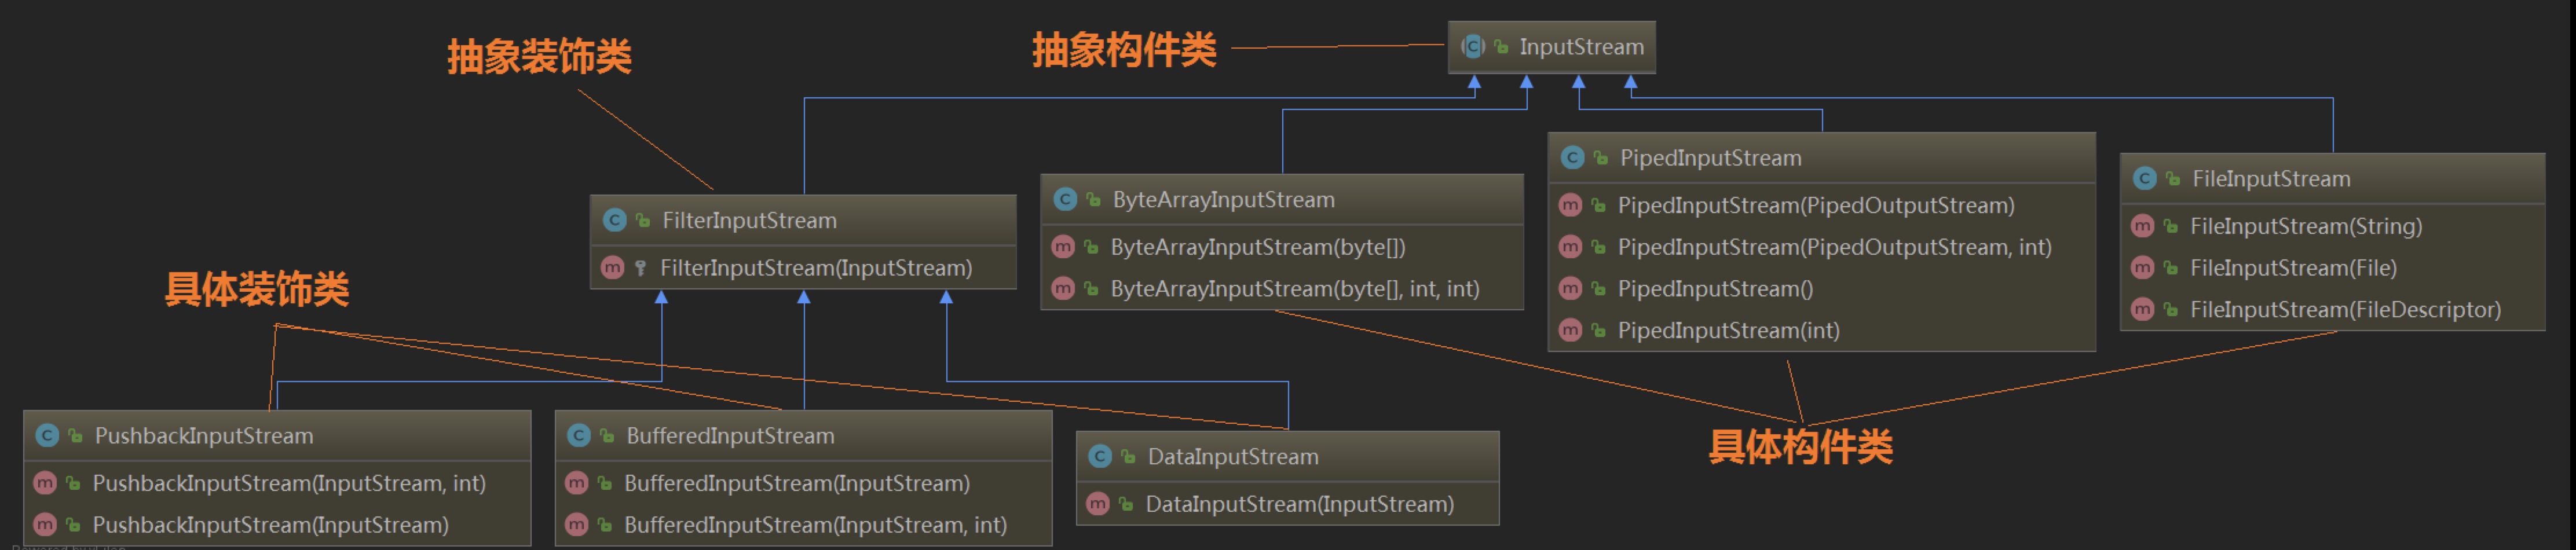 抽象装饰类
抽象构件类
InputStream
FilterInputStream
FilterInputStream(InputStream)
ByteArrayInputStream
ByteArrayInputStream(byte[])
ByteArrayInputStream(byte[], int, int)
PipedInputStream
PipedInputStream(PipedOutputStream)
PipedInputStream(PipedOutputStream, int)
PipedInputStream()
PipedInputStream(int)
FileInputStream
FileInputStream(String)
FileInputStream(File)
FileInputStream(FileDescriptor)
具体装饰类
PushbackInputStream
PushbackInputStream(InputStream, int)
PushbackInputStream(InputStream)
BufferedInputStream
BufferedInputStream(InputStream)
BufferedInputStream(InputStream, int)
DataInputStream
DataInputStream(InputStream)
具体构件类